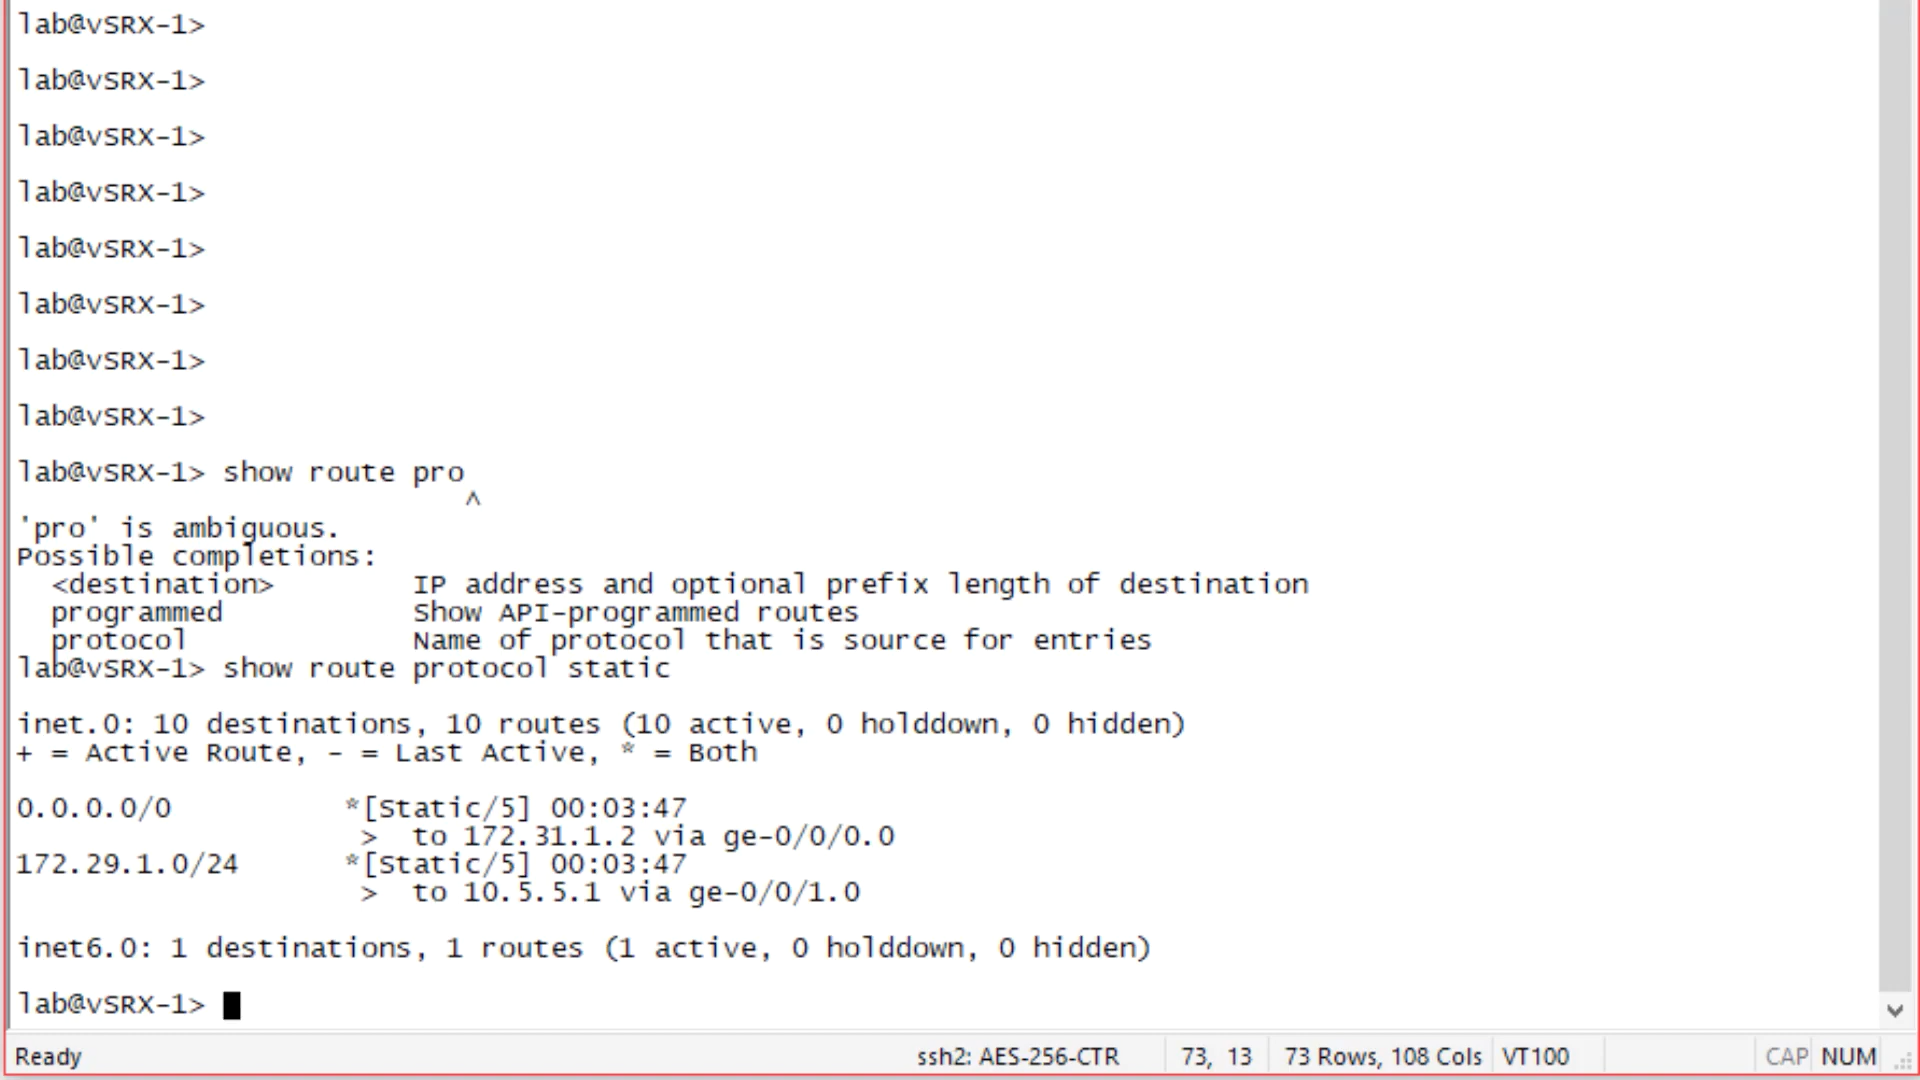 lab@vSRX-1>
lab@vSRX-1>
lab@vSRX-1>
lab@vSRX-1>
lab@vSRX-1>
lab@vSRX-1>
lab@vSRX-1>
lab@vSRX-1>
lab@vSRX-1> show route pro
^
'pro' is ambiguous.
Possible completions:
<destination> IP address and optional prefix length of destination
programmed Show API-programmed routes
protocol Name of protocol that is source for entries
lab@vSRX-1> show route protocol static
inet.0: 10 destinations, 10 routes (10 active, 0 holddown, 0 hidden)
+ = Active Route, - = Last Active, * = Both
0.0.0.0/0 *[Static/5] 00:03:47
> to 172.31.1.2 via ge-0/0/0.0
172.29.1.0/24 *[Static/5] 00:03:47
> to 10.5.5.1 via ge-0/0/1.0
inet6.0: 1 destinations, 1 routes (1 active, 0 holddown, 0 hidden)
lab@vSRX-1>
Ready ssh2: AES-256-CTR 73, 13 73 Rows, 108 Cols VT100 CAP NUM